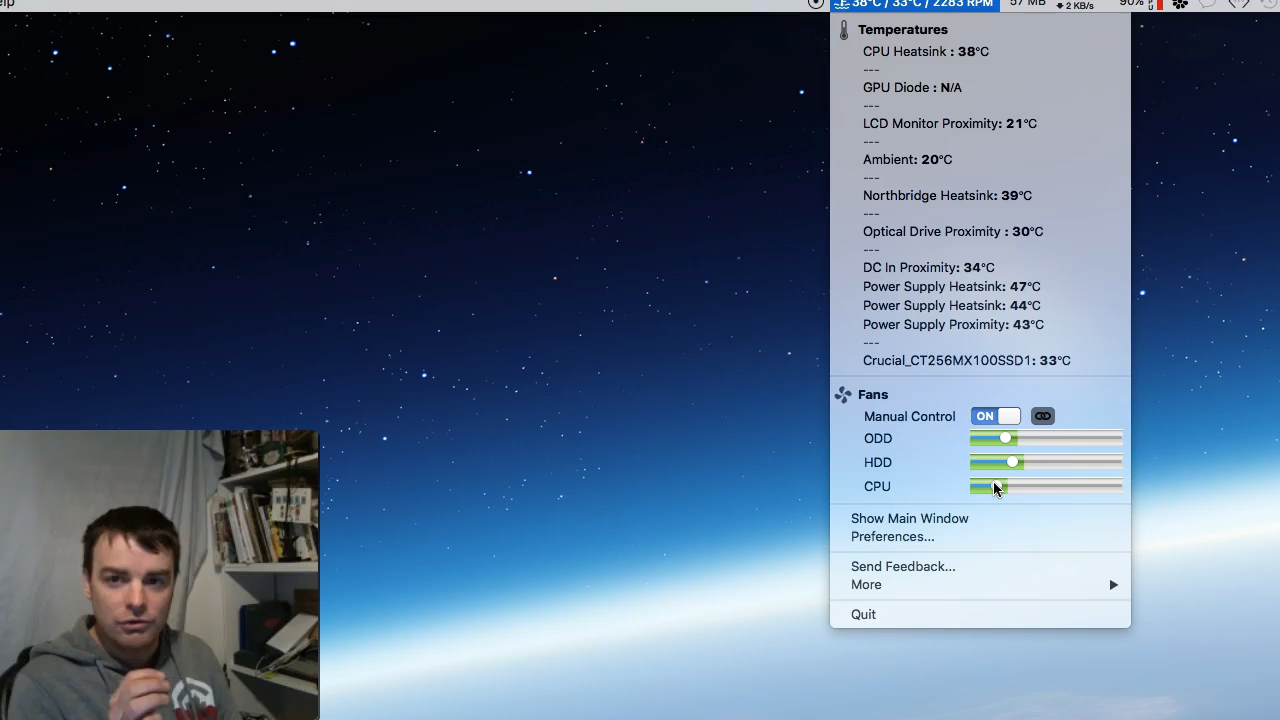 elp
38°C / 33°C / 2283 RPM 57 MB 2 KB/s 90%
Temperatures
CPU Heatsink : 38°C
---
GPU Diode : N/A
---
LCD Monitor Proximity: 21°C
---
Ambient: 20°C
---
Northbridge Heatsink: 39°C
---
Optical Drive Proximity : 30°C
---
DC In Proximity: 34°C
Power Supply Heatsink: 47°C
Power Supply Heatsink: 44°C
Power Supply Proximity: 43°C
---
Crucial_CT256MX100SSD1: 33°C
Fans
Manual Control ON
ODD
HDD
CPU
Show Main Window
Preferences...
Send Feedback...
More
Quit